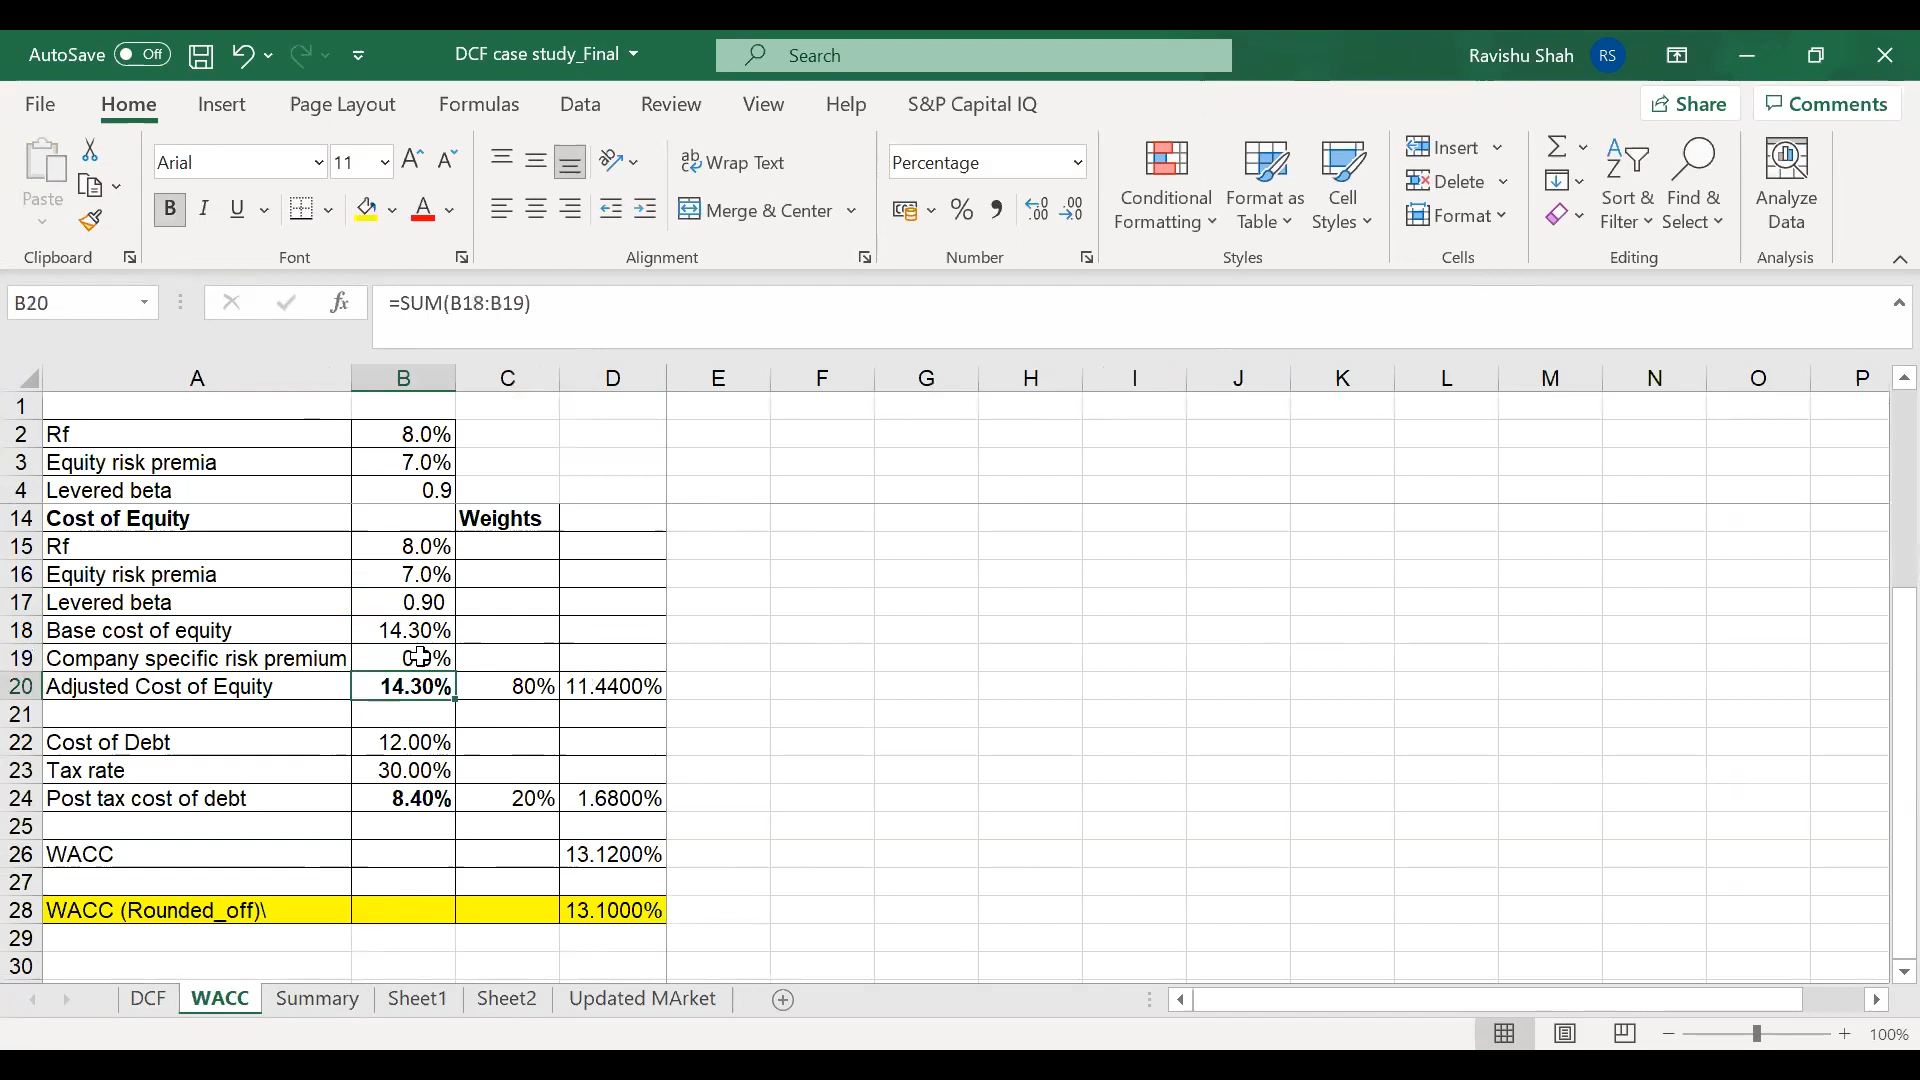 AutoSave Off DCF case study_Final Search Ravishu Shah RS
File Home Insert Page Layout Formulas Data Review View Help S&P Capital IQ Share Comments
Paste Arial 11 Wrap Text Percentage Conditional Formatting Format as Table Cell Styles Insert Delete Format Sort & Filter Find & Select Analyze Data
B I U Merge & Center
Clipboard Font Alignment Number Styles Cells Editing Analysis
B20 fx =SUM(B18:B19)
A B C D E F G H I J K L M N O P
1
2 Rf 8.0%
3 Equity risk premia 7.0%
4 Levered beta 0.9
14 Cost of Equity Weights
15 Rf 8.0%
16 Equity risk premia 7.0%
17 Levered beta 0.90
18 Base cost of equity 14.30%
19 Company specific risk premium
20 Adjusted Cost of Equity 14.30% 80% 11.4400%
21
22 Cost of Debt 12.00%
23 Tax rate 30.00%
24 Post tax cost of debt 8.40% 20% 1.6800%
25
26 WACC 13.1200%
27
28 WACC (Rounded_off)\ 13.1000%
29
30
DCF WACC Summary Sheet1 Sheet2 Updated MArket
100%